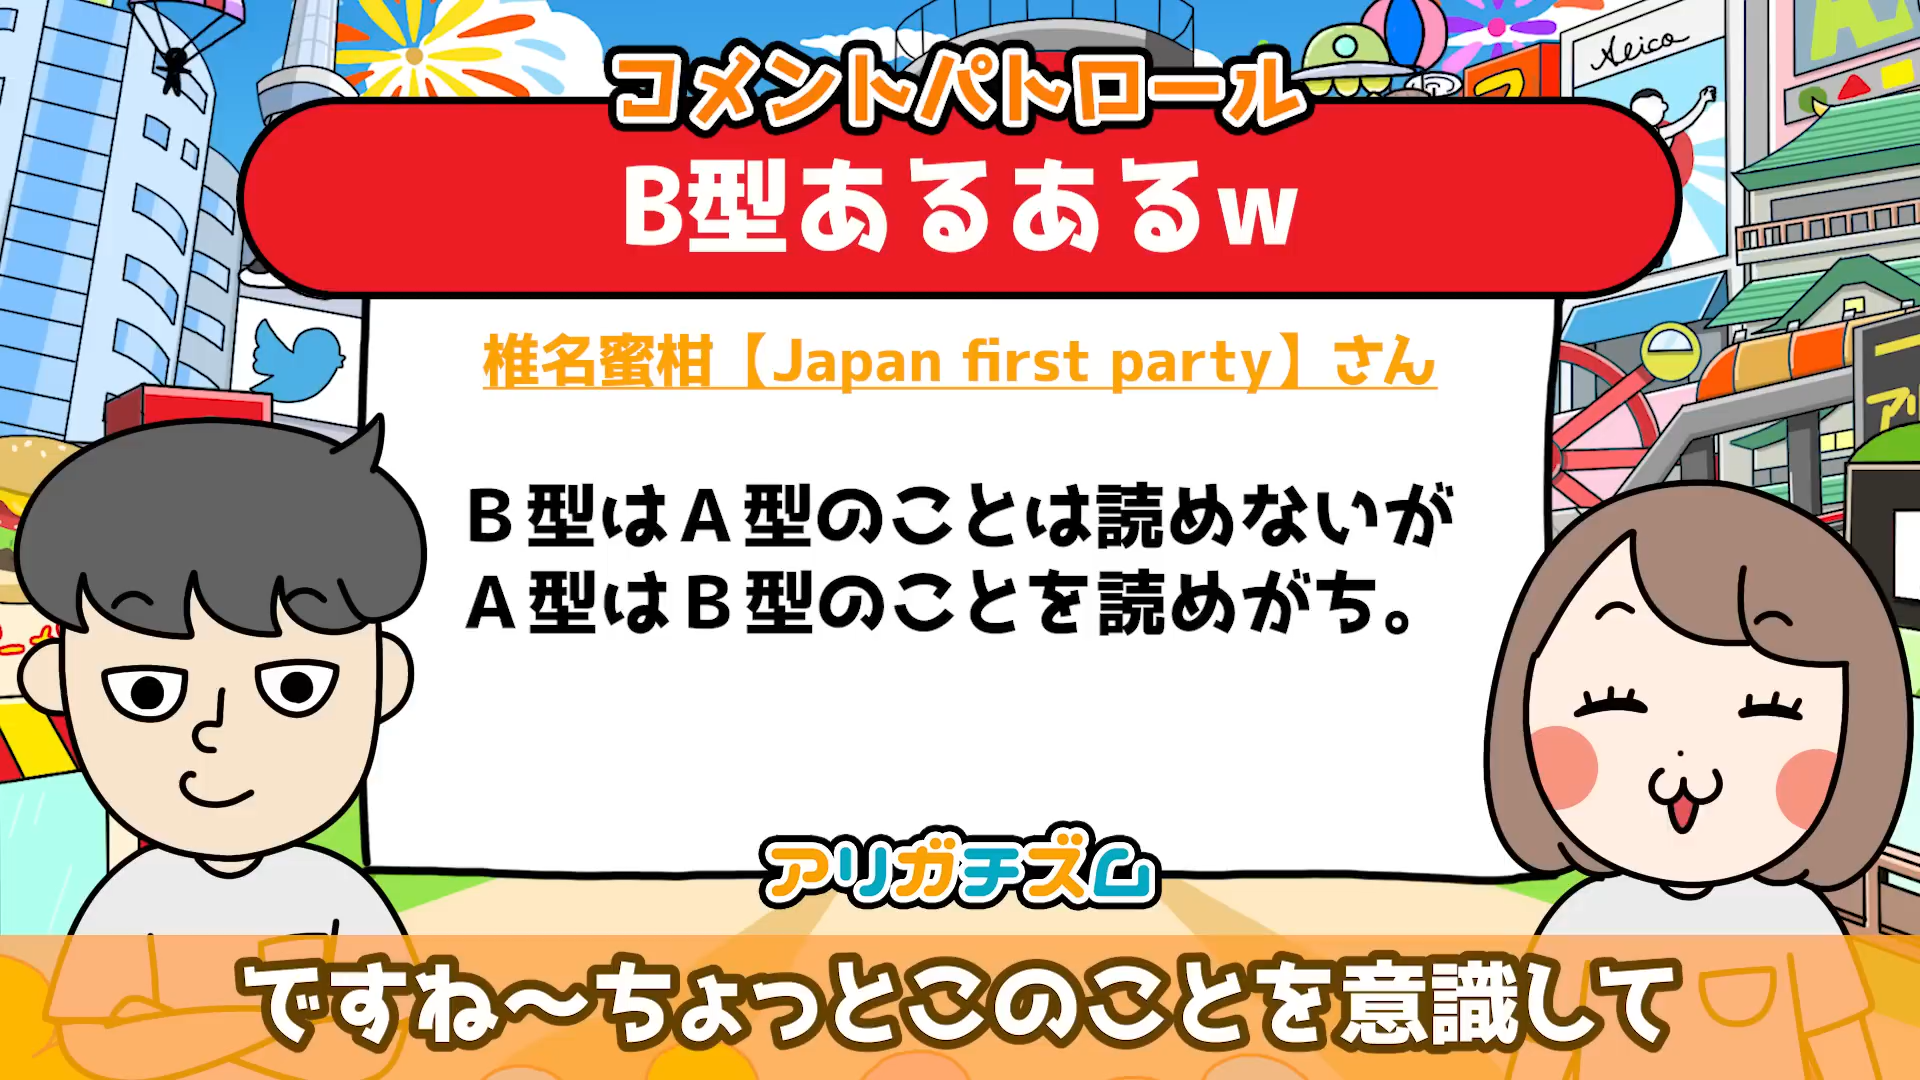 コメントパトロール
Aeico
B型あるあるw
椎名蜜柑【Japan first party】さん
B型はA型のことは読めないが
A型はB型のことを読めがち。
アリガチズム
ですね〜ちょっとこのことを意識して